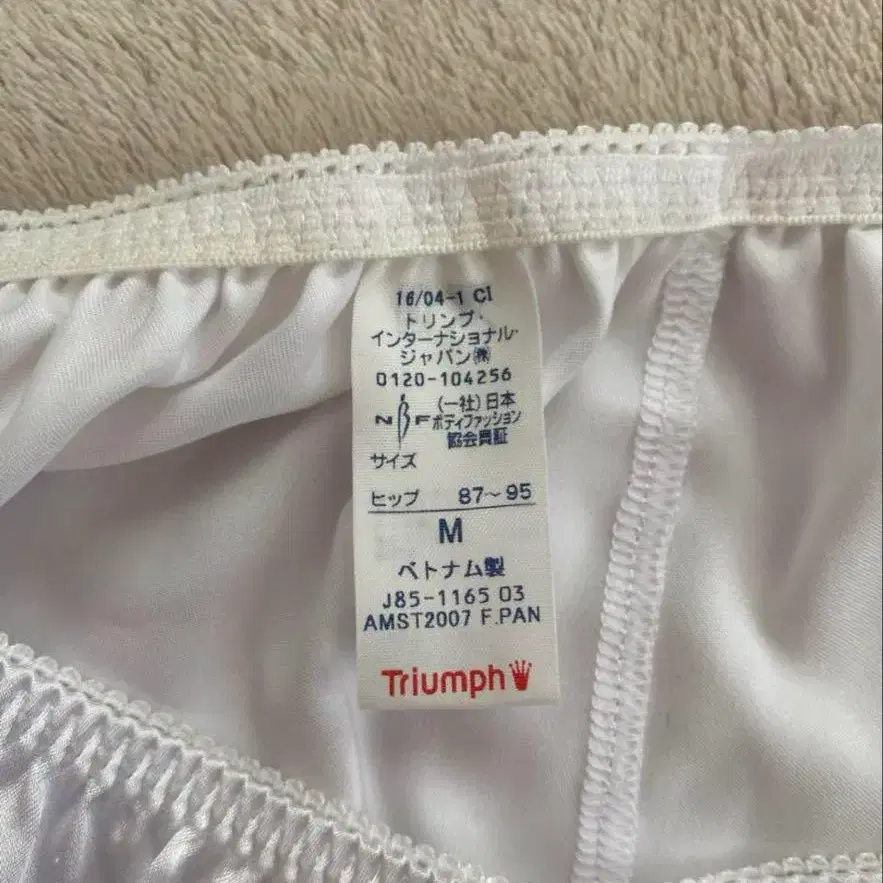 16/04-1 CI
トリンプ・
インターナショナル・
ジャパン㈱
0120-104256
NBF (一社)日本
ボディファッション
協会会員証
サイズ
ヒップ 87～95
M
ベトナム製
J85-1165 03
AMST2007 F.PAN
Triumph